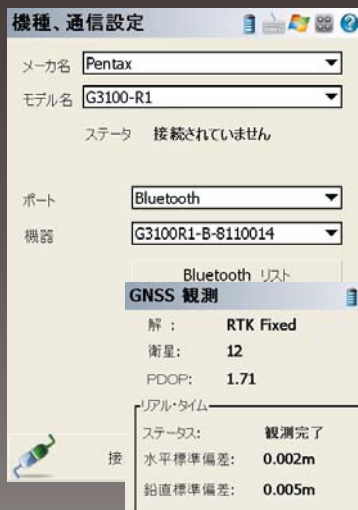 機種、通信設定
メーカ名 Pentax
モデル名 G3100-R1
ステータ 接続されていません
ポート Bluetooth
機器 G3100R1-B-8110014
Bluetooth リスト
接
GNSS 観測
解 : RTK Fixed
衛星: 12
PDOP: 1.71
リアル・タイム
ステータス: 観測完了
水平標準偏差: 0.002m
鉛直標準偏差: 0.005m